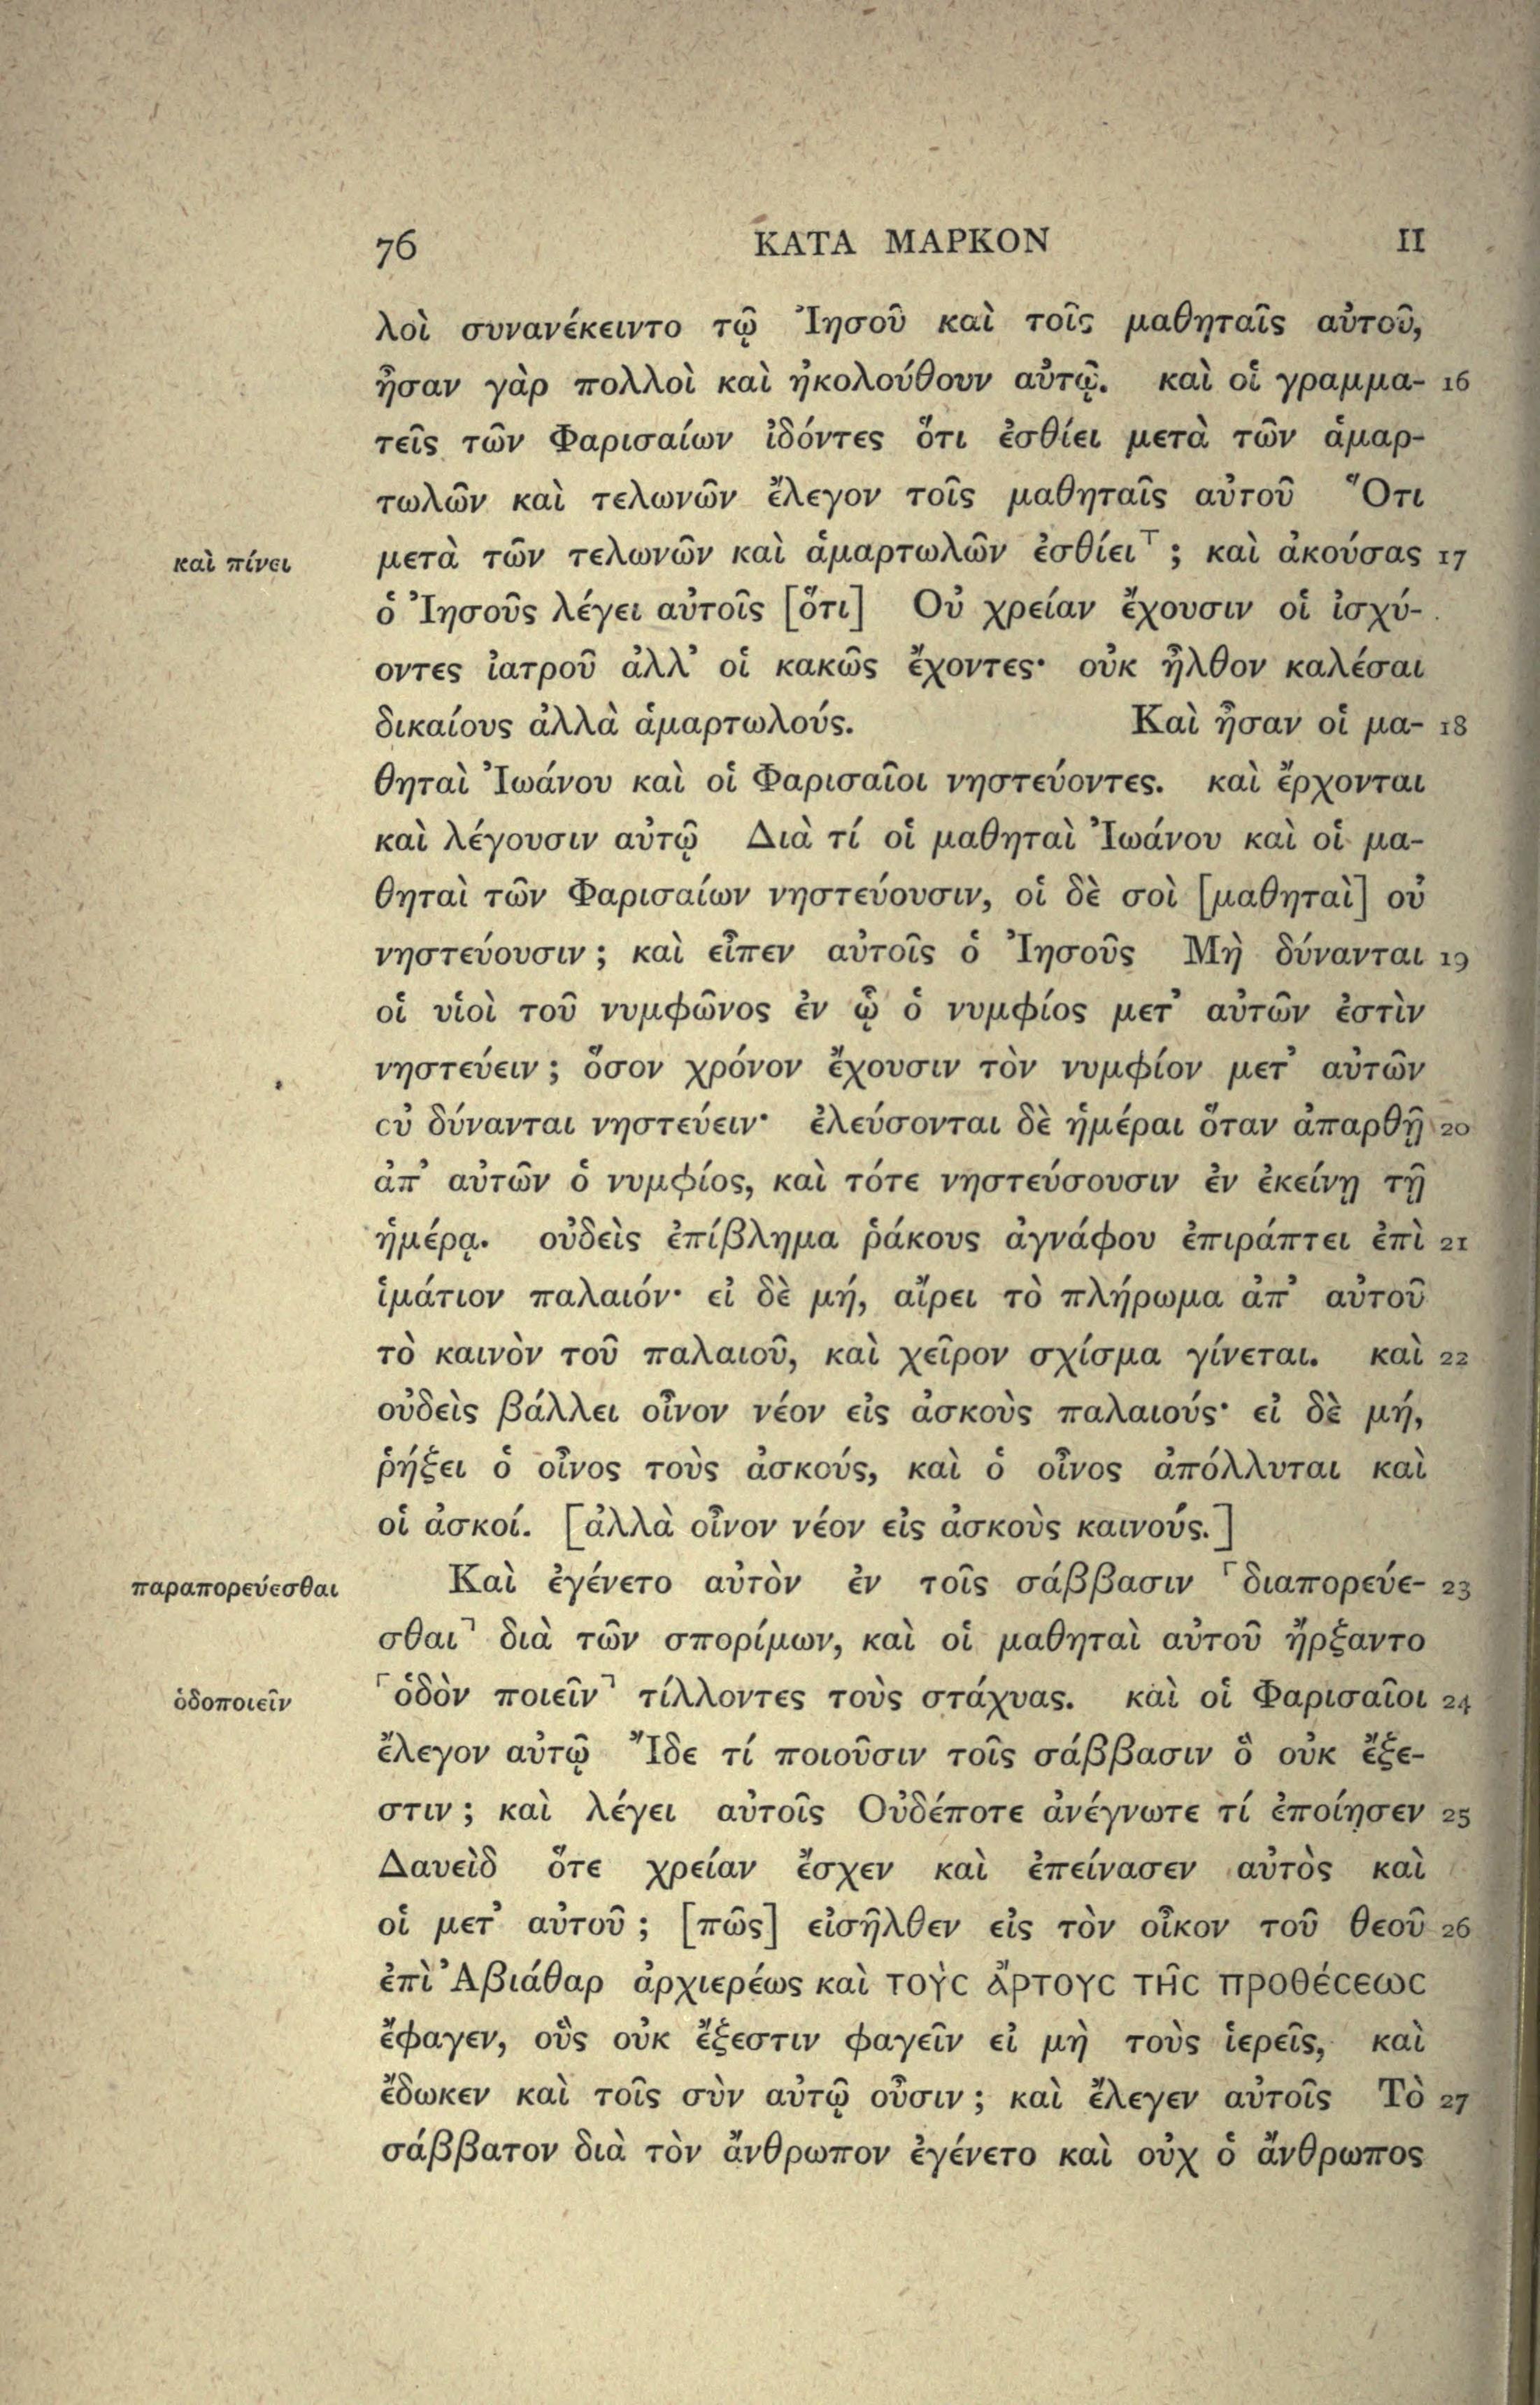 76 ΚΑΤΑ ΜΑΡΚΟΝ II
λοὶ συνανέκειντο τῷ Ἰησοῦ καὶ τοῖς μαθηταῖς αὐτοῦ,
ἦσαν γὰρ πολλοὶ καὶ ἠκολούθουν αὐτῷ. καὶ οἱ γραμμα- 16
τεῖς τῶν Φαρισαίων ἰδόντες ὅτι ἐσθίει μετὰ τῶν ἁμαρ-
τωλῶν καὶ τελωνῶν ἔλεγον τοῖς μαθηταῖς αὐτοῦ Ὅτι
καὶ πίνει μετὰ τῶν τελωνῶν καὶ ἁμαρτωλῶν ἐσθίει⊤; καὶ ἀκούσας 17
ὁ Ἰησοῦς λέγει αὐτοῖς [ὅτι] Οὐ χρείαν ἔχουσιν οἱ ἰσχύ-
οντες ἰατροῦ ἀλλ᾽ οἱ κακῶς ἔχοντες· οὐκ ἦλθον καλέσαι
δικαίους ἀλλὰ ἁμαρτωλούς. Καὶ ἦσαν οἱ μα- 18
θηταὶ Ἰωάνου καὶ οἱ Φαρισαῖοι νηστεύοντες. καὶ ἔρχονται
καὶ λέγουσιν αὐτῷ Διὰ τί οἱ μαθηταὶ Ἰωάνου καὶ οἱ μα-
θηταὶ τῶν Φαρισαίων νηστεύουσιν, οἱ δὲ σοὶ [μαθηταὶ] οὐ
νηστεύουσιν; καὶ εἶπεν αὐτοῖς ὁ Ἰησοῦς Μὴ δύνανται 19
οἱ υἱοὶ τοῦ νυμφῶνος ἐν ᾧ ὁ νυμφίος μετ᾽ αὐτῶν ἐστὶν
νηστεύειν; ὅσον χρόνον ἔχουσιν τὸν νυμφίον μετ᾽ αὐτῶν
οὐ δύνανται νηστεύειν· ἐλεύσονται δὲ ἡμέραι ὅταν ἀπαρθῇ 20
ἀπ᾽ αὐτῶν ὁ νυμφίος, καὶ τότε νηστεύσουσιν ἐν ἐκείνῃ τῇ
ἡμέρᾳ. οὐδεὶς ἐπίβλημα ῥάκους ἀγνάφου ἐπιράπτει ἐπὶ 21
ἱμάτιον παλαιόν· εἰ δὲ μή, αἴρει τὸ πλήρωμα ἀπ᾽ αὐτοῦ
τὸ καινὸν τοῦ παλαιοῦ, καὶ χεῖρον σχίσμα γίνεται. καὶ 22
οὐδεὶς βάλλει οἶνον νέον εἰς ἀσκοὺς παλαιούς· εἰ δὲ μή,
ῥήξει ὁ οἶνος τοὺς ἀσκούς, καὶ ὁ οἶνος ἀπόλλυται καὶ
οἱ ἀσκοί. [ἀλλὰ οἶνον νέον εἰς ἀσκοὺς καινούς.]
παραπορεύεσθαι Καὶ ἐγένετο αὐτὸν ἐν τοῖς σάββασιν ⌜διαπορεύε- 23
σθαι⌝ διὰ τῶν σπορίμων, καὶ οἱ μαθηταὶ αὐτοῦ ἤρξαντο
ὁδοποιεῖν ⌜ὁδὸν ποιεῖν⌝ τίλλοντες τοὺς στάχυας. καὶ οἱ Φαρισαῖοι 24
ἔλεγον αὐτῷ Ἴδε τί ποιοῦσιν τοῖς σάββασιν ὃ οὐκ ἔξε-
στιν; καὶ λέγει αὐτοῖς Οὐδέποτε ἀνέγνωτε τί ἐποίησεν 25
Δαυεὶδ ὅτε χρείαν ἔσχεν καὶ ἐπείνασεν αὐτὸς καὶ
οἱ μετ᾽ αὐτοῦ; [πῶς] εἰσῆλθεν εἰς τὸν οἶκον τοῦ θεοῦ 26
ἐπὶ Ἀβιάθαρ ἀρχιερέως καὶ τοὺϲ ἄρτουϲ τῆϲ προθέϲεωϲ
ἔφαγεν, οὓς οὐκ ἔξεστιν φαγεῖν εἰ μὴ τοὺς ἱερεῖς, καὶ
ἔδωκεν καὶ τοῖς σὺν αὐτῷ οὖσιν; καὶ ἔλεγεν αὐτοῖς Τὸ 27
σάββατον διὰ τὸν ἄνθρωπον ἐγένετο καὶ οὐχ ὁ ἄνθρωπος